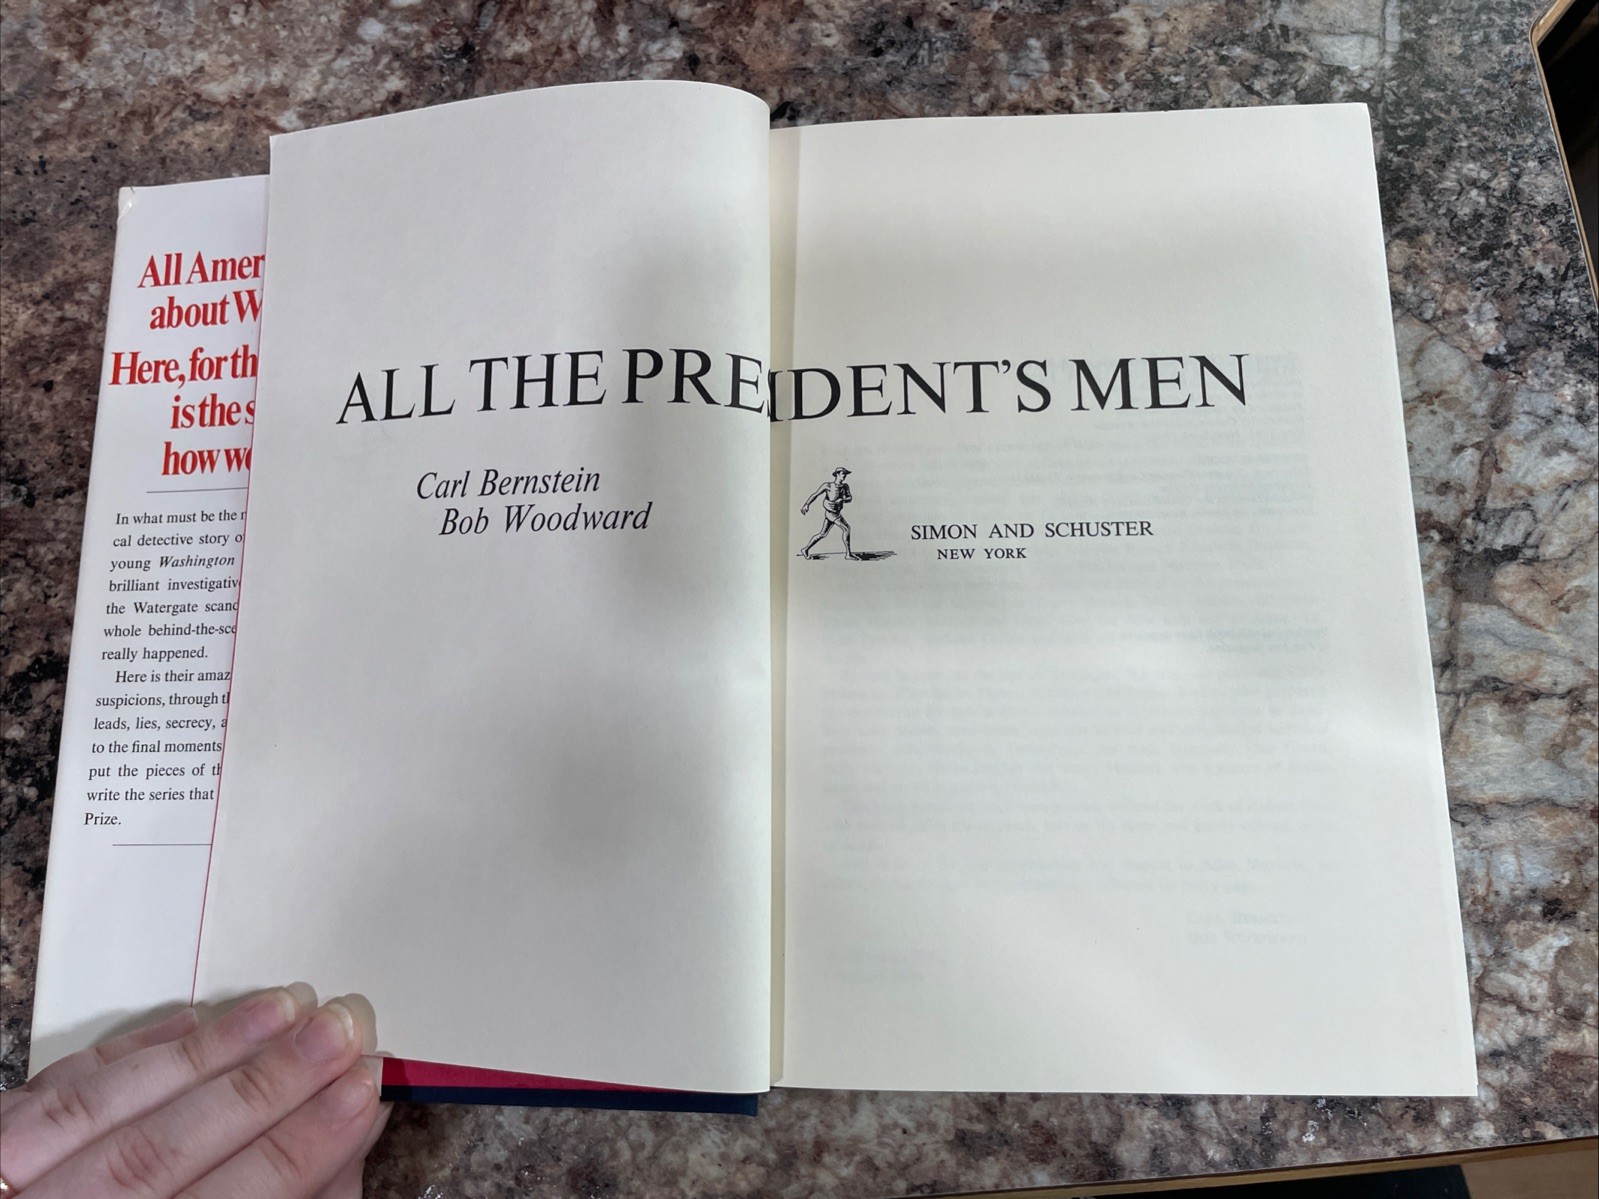 All Amer
about W
Here, for th
is the s
how we
In what must be the
cal detective story o
young Washington
brilliant investigativ
the Watergate scand
whole behind-the-sce
really happened.
Here is their amaz
suspicions, through
leads, lies, secrecy, a
to the final moments
put the pieces of th
write the series that
Prize.
ALL THE PRESIDENT'S MEN
Carl Bernstein
Bob Woodward
SIMON AND SCHUSTER
NEW YORK